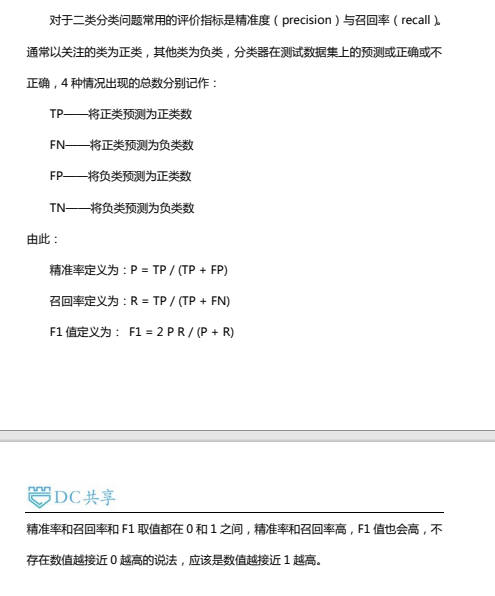 对于二类分类问题常用的评价指标是精准度（precision）与召回率（recall）。
通常以关注的类为正类，其他类为负类，分类器在测试数据集上的预测或正确或不
正确，4 种情况出现的总数分别记作：
TP——将正类预测为正类数
FN——将正类预测为负类数
FP——将负类预测为正类数
TN——将负类预测为负类数
由此：
精准率定义为：P = TP / (TP + FP)
召回率定义为：R = TP / (TP + FN)
F1 值定义为： F1 = 2 P R / (P + R)
DC共享
精准率和召回率和 F1 取值都在 0 和 1 之间，精准率和召回率高，F1 值也会高，不
存在数值越接近 0 越高的说法，应该是数值越接近 1 越高。